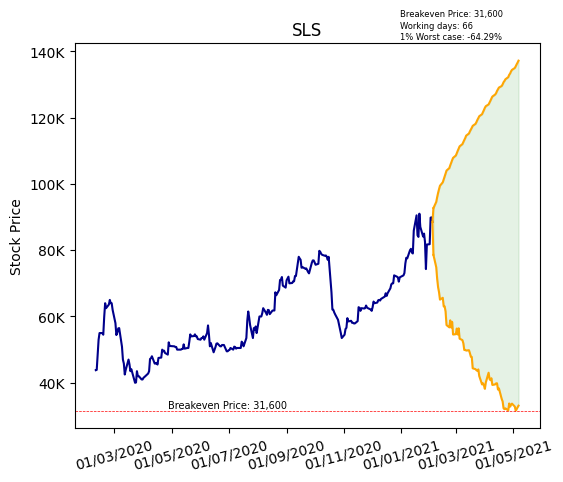 Breakeven Price: 31,600
Working days: 66
1% Worst case: -64.29%
SLS
Stock Price
140K
120K
100K
80K
60K
40K
Breakeven Price: 31,600
01/03/2020
01/05/2020
01/07/2020
01/09/2020
01/11/2020
01/01/2021
01/03/2021
01/05/2021